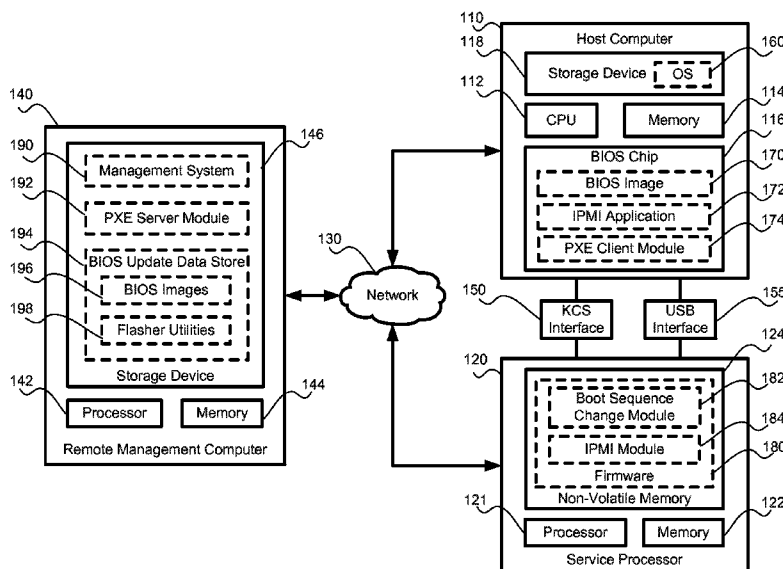 110
Host Computer
118
160
Storage Device
OS
112
114
CPU
Memory
116
BIOS Chip
170
BIOS Image
172
IPMI Application
174
PXE Client Module
140
146
190
Management System
192
PXE Server Module
194
BIOS Update Data Store
196
BIOS Images
198
Flasher Utilities
Storage Device
142
144
Processor
Memory
Remote Management Computer
130
Network
150
KCS
Interface
155
USB
Interface
120
124
182
Boot Sequence
Change Module
184
IPMI Module
180
Firmware
Non-Volatile Memory
121
122
Processor
Memory
Service Processor